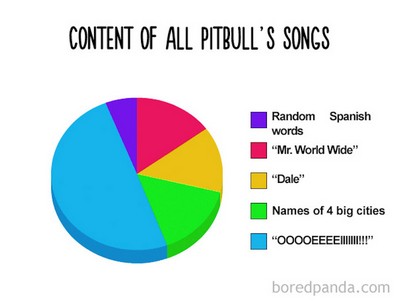 CONTENT OF ALL PITBULL'S SONGS
Random Spanish
words
“Mr. World Wide”
“Dale”
Names of 4 big cities
“OOOOEEEEIIIIIII!!!”
boredpanda.com